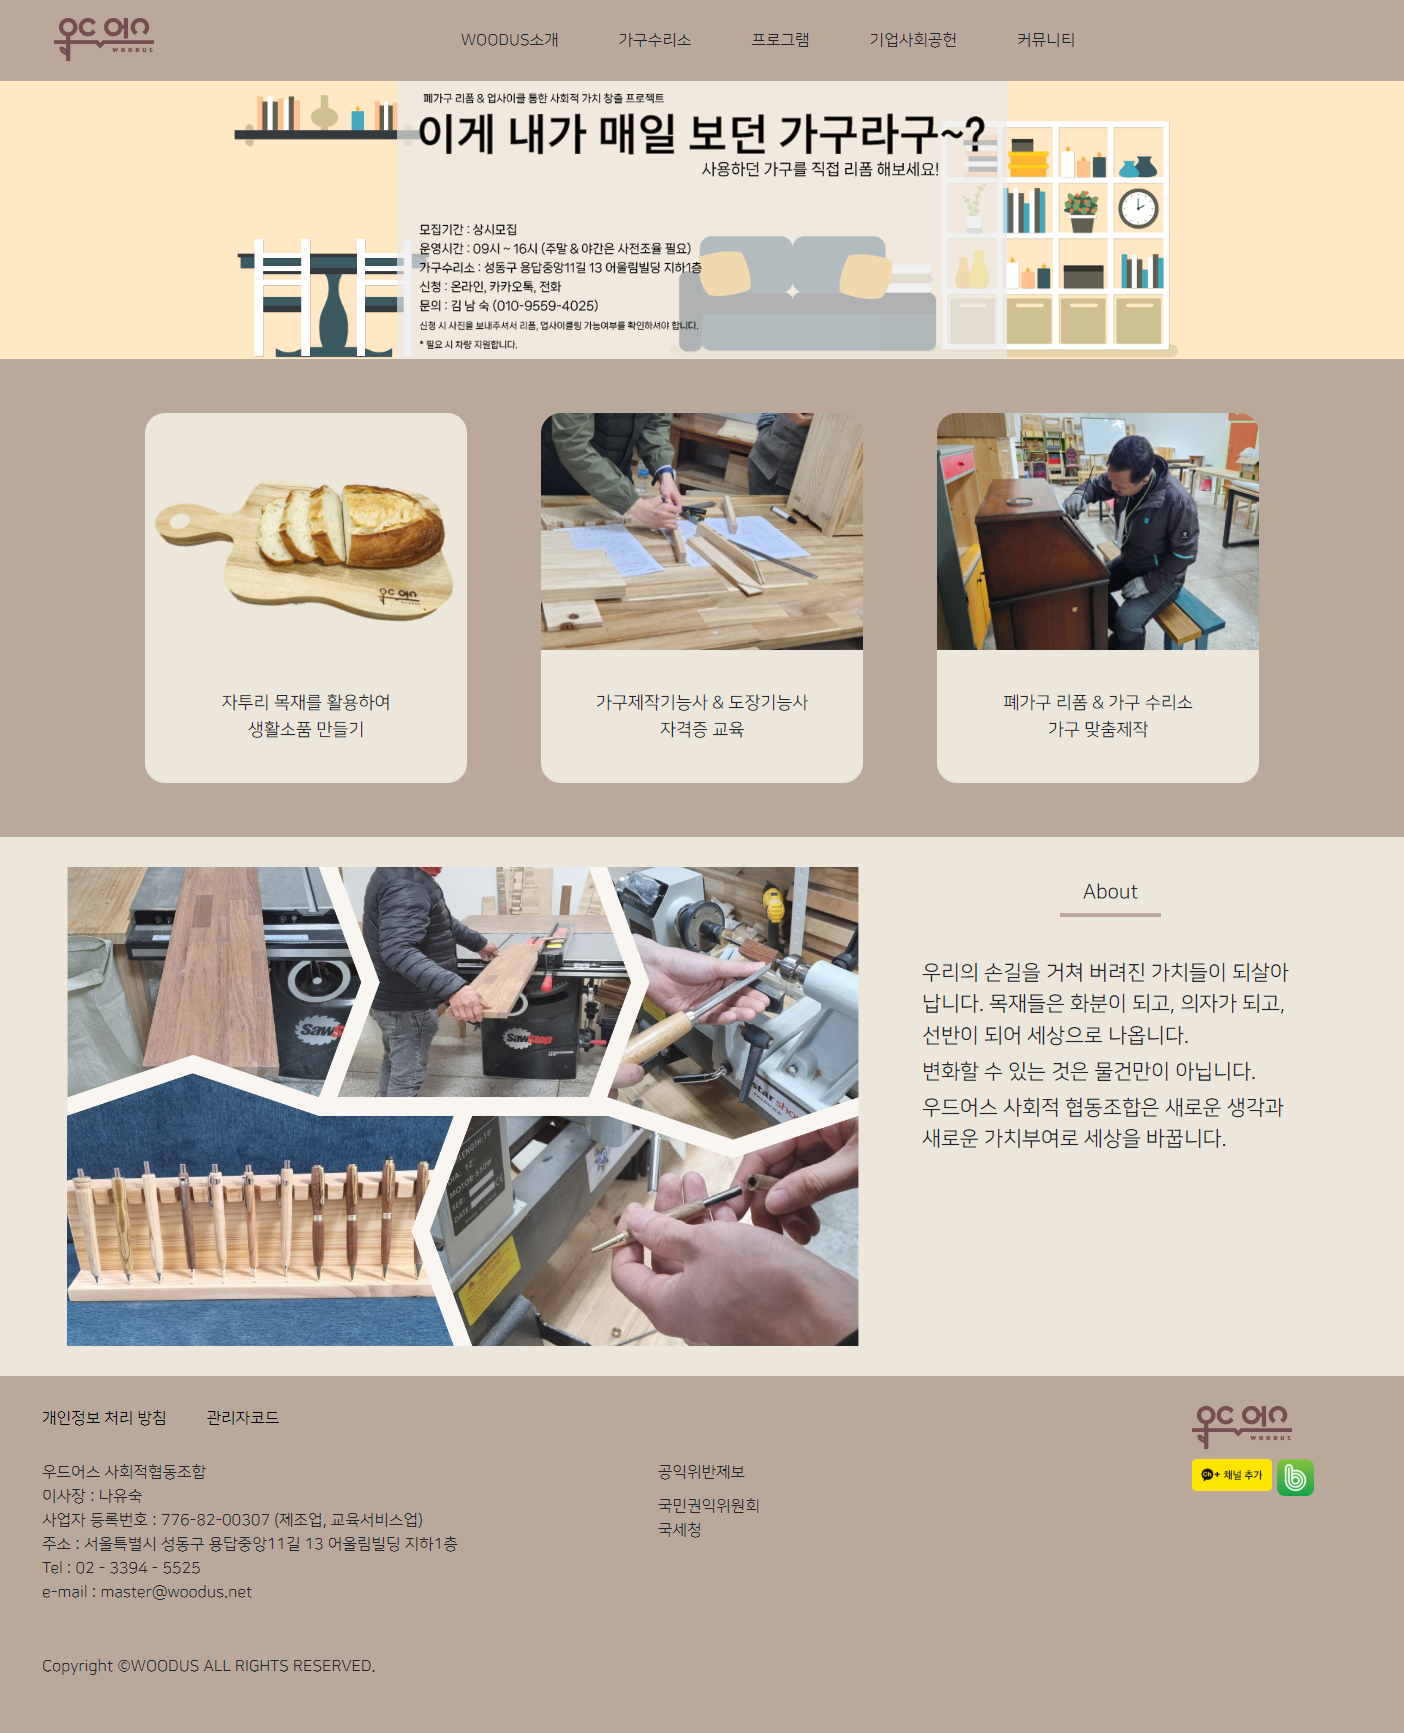 우드어스
WOODUS
WOODUS소개
가구수리소
프로그램
기업사회공헌
커뮤니티
폐가구 리폼 & 업사이클 통한 사회적 가치 창출 프로젝트
이게 내가 매일 보던 가구라구~?
사용하던 가구를 직접 리폼 해보세요!
모집기간 : 상시모집
운영시간 : 09시 ~ 16시 (주말 & 야간은 사전조율 필요)
가구수리소 : 성동구 용답중앙11길 13 어울림빌딩 지하1층
신청 : 온라인, 카카오톡, 전화
문의 : 김 남 숙 (010-9559-4025)
신청 시 사진을 보내주셔서 리폼, 업사이클링 가능여부를 확인하셔야 합니다.
* 필요 시 차량 지원합니다.
우드어스
WOODUS
자투리 목재를 활용하여
생활소품 만들기
가구제작기능사 & 도장기능사
자격증 교육
폐가구 리폼 & 가구 수리소
가구 맞춤제작
SawS
SawStop
star sho
LENGTH:15"
DIA. 12"
MOTOR:550W
SER:
DATE
CE
About
우리의 손길을 거쳐 버려진 가치들이 되살아
납니다. 목재들은 화분이 되고, 의자가 되고,
선반이 되어 세상으로 나옵니다.
변화할 수 있는 것은 물건만이 아닙니다.
우드어스 사회적 협동조합은 새로운 생각과
새로운 가치부여로 세상을 바꿉니다.
개인정보 처리 방침
관리자코드
우드어스 사회적협동조합
이사장 : 나유숙
사업자 등록번호 : 776-82-00307 (제조업, 교육서비스업)
주소 : 서울특별시 성동구 용답중앙11길 13 어울림빌딩 지하1층
Tel : 02 - 3394 - 5525
e-mail : master@woodus.net
Copyright ©WOODUS ALL RIGHTS RESERVED.
공익위반제보
국민권익위원회
국세청
우드어스
WOODUS
Ch+ 채널 추가
b